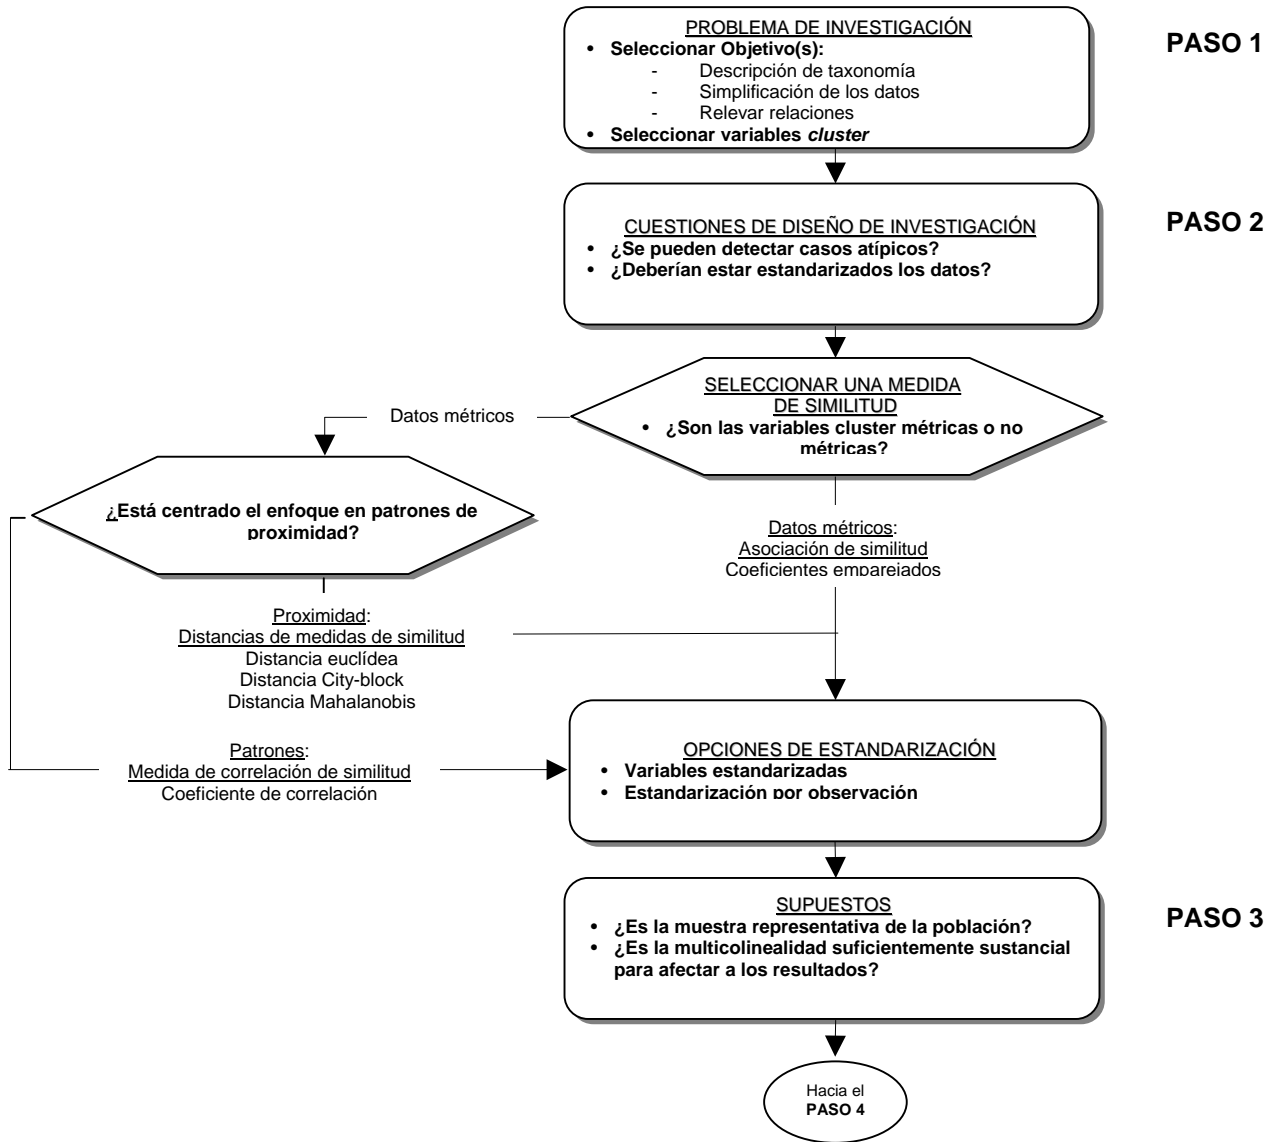 PROBLEMA DE INVESTIGACIÓN
• Seleccionar Objetivo(s):
- Descripción de taxonomía
- Simplificación de los datos
- Relevar relaciones
• Seleccionar variables cluster
PASO 1
CUESTIONES DE DISEÑO DE INVESTIGACIÓN
• ¿Se pueden detectar casos atípicos?
• ¿Deberían estar estandarizados los datos?
PASO 2
SELECCIONAR UNA MEDIDA
DE SIMILITUD
• ¿Son las variables cluster métricas o no
métricas?
Datos métricos
¿Está centrado el enfoque en patrones de
proximidad?
Datos métricos:
Asociación de similitud
Coeficientes emparejados
Proximidad:
Distancias de medidas de similitud
Distancia euclídea
Distancia City-block
Distancia Mahalanobis
Patrones:
Medida de correlación de similitud
Coeficiente de correlación
OPCIONES DE ESTANDARIZACIÓN
• Variables estandarizadas
• Estandarización por observación
SUPUESTOS
• ¿Es la muestra representativa de la población?
• ¿Es la multicolinealidad suficientemente sustancial
para afectar a los resultados?
PASO 3
Hacia el
PASO 4